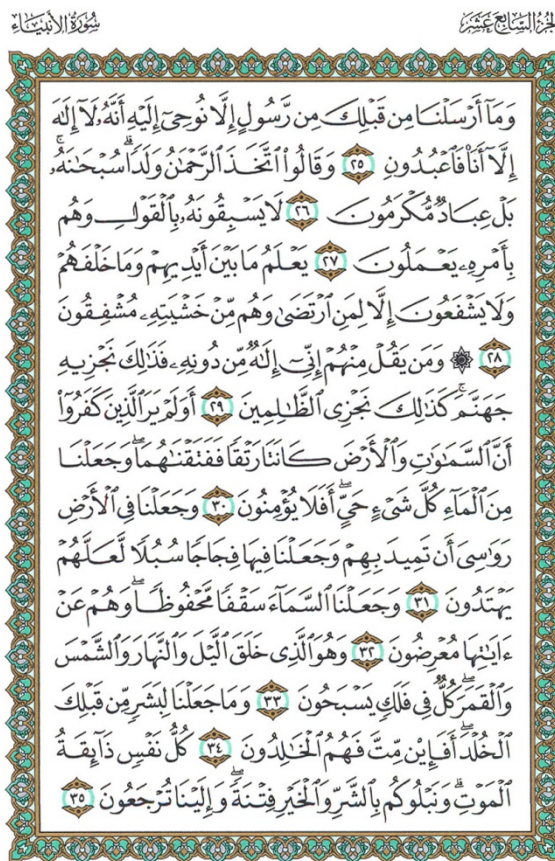 سُورَةُ الأَنبِيَاءِ
الجُزْءُ السَّابِعَ عَشَرَ
وَمَآ أَرْسَلْنَا مِن قَبْلِكَ مِن رَّسُولٍ إِلَّا نُوحِىٓ إِلَيْهِ أَنَّهُۥ لَآ إِلَٰهَ
إِلَّآ أَنَا۠ فَٱعْبُدُونِ ٢٥ وَقَالُوا۟ ٱتَّخَذَ ٱلرَّحْمَٰنُ وَلَدًاۗ سُبْحَٰنَهُۥۚ
بَلْ عِبَادٌ مُّكْرَمُونَ ٢٦ لَا يَسْبِقُونَهُۥ بِٱلْقَوْلِ وَهُم
بِأَمْرِهِۦ يَعْمَلُونَ ٢٧ يَعْلَمُ مَا بَيْنَ أَيْدِيهِمْ وَمَا خَلْفَهُمْ
وَلَا يَشْفَعُونَ إِلَّا لِمَنِ ٱرْتَضَىٰ وَهُم مِّنْ خَشْيَتِهِۦ مُشْفِقُونَ
٢٨ ۞ وَمَن يَقُلْ مِنْهُمْ إِنِّىٓ إِلَٰهٌ مِّن دُونِهِۦ فَذَٰلِكَ نَجْزِيهِ
جَهَنَّمَۚ كَذَٰلِكَ نَجْزِى ٱلظَّٰلِمِينَ ٢٩ أَوَلَمْ يَرَ ٱلَّذِينَ كَفَرُوٓا۟
أَنَّ ٱلسَّمَٰوَٰتِ وَٱلْأَرْضَ كَانَتَا رَتْقًا فَفَتَقْنَٰهُمَاۖ وَجَعَلْنَا
مِنَ ٱلْمَآءِ كُلَّ شَىْءٍ حَىٍّۖ أَفَلَا يُؤْمِنُونَ ٣٠ وَجَعَلْنَا فِى ٱلْأَرْضِ
رَوَٰسِىَ أَن تَمِيدَ بِهِمْ وَجَعَلْنَا فِيهَا فِجَاجًا سُبُلًا لَّعَلَّهُمْ
يَهْتَدُونَ ٣١ وَجَعَلْنَا ٱلسَّمَآءَ سَقْفًا مَّحْفُوظًاۖ وَهُمْ عَنْ
ءَايَٰتِهَا مُعْرِضُونَ ٣٢ وَهُوَ ٱلَّذِى خَلَقَ ٱلَّيْلَ وَٱلنَّهَارَ وَٱلشَّمْسَ
وَٱلْقَمَرَۖ كُلٌّ فِى فَلَكٍ يَسْبَحُونَ ٣٣ وَمَا جَعَلْنَا لِبَشَرٍ مِّن قَبْلِكَ
ٱلْخُلْدَۖ أَفَإِي۟ن مِّتَّ فَهُمُ ٱلْخَٰلِدُونَ ٣٤ كُلُّ نَفْسٍ ذَآئِقَةُ
ٱلْمَوْتِۗ وَنَبْلُوكُم بِٱلشَّرِّ وَٱلْخَيْرِ فِتْنَةًۖ وَإِلَيْنَا تُرْجَعُونَ ٣٥